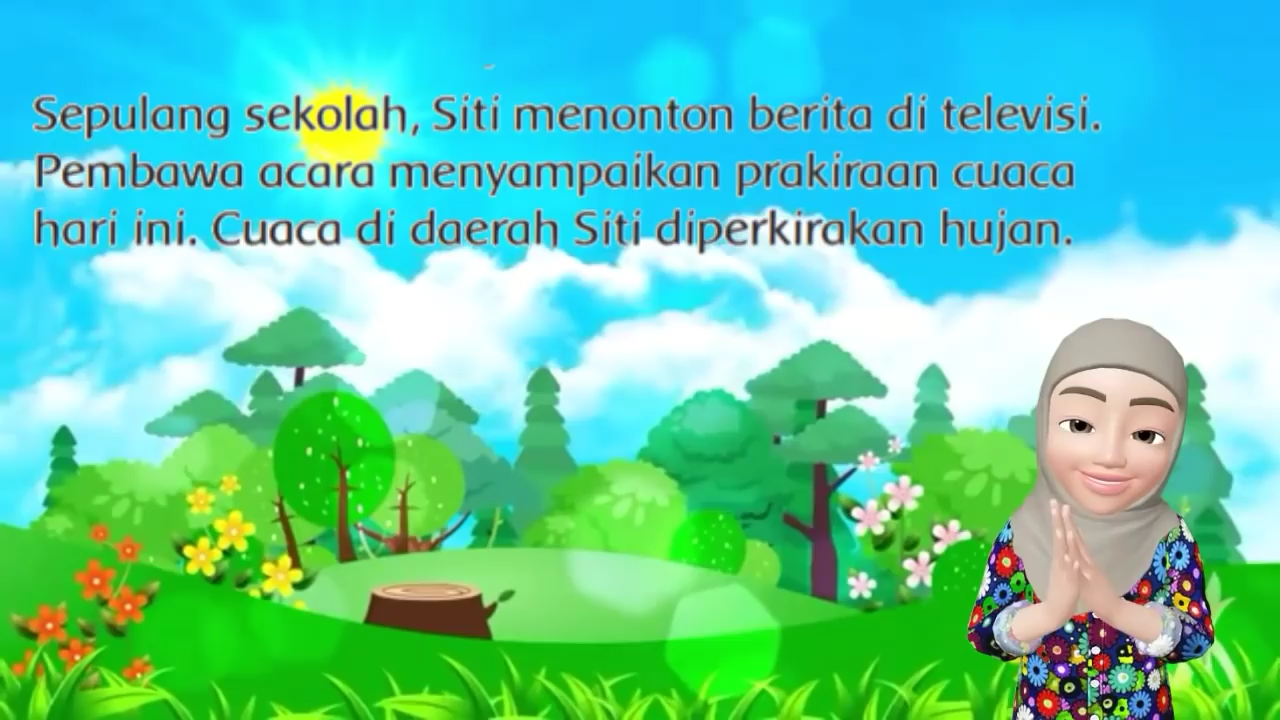 Sepulang sekolah, Siti menonton berita di televisi.
Pembawa acara menyampaikan prakiraan cuaca
hari ini. Cuaca di daerah Siti diperkirakan hujan.